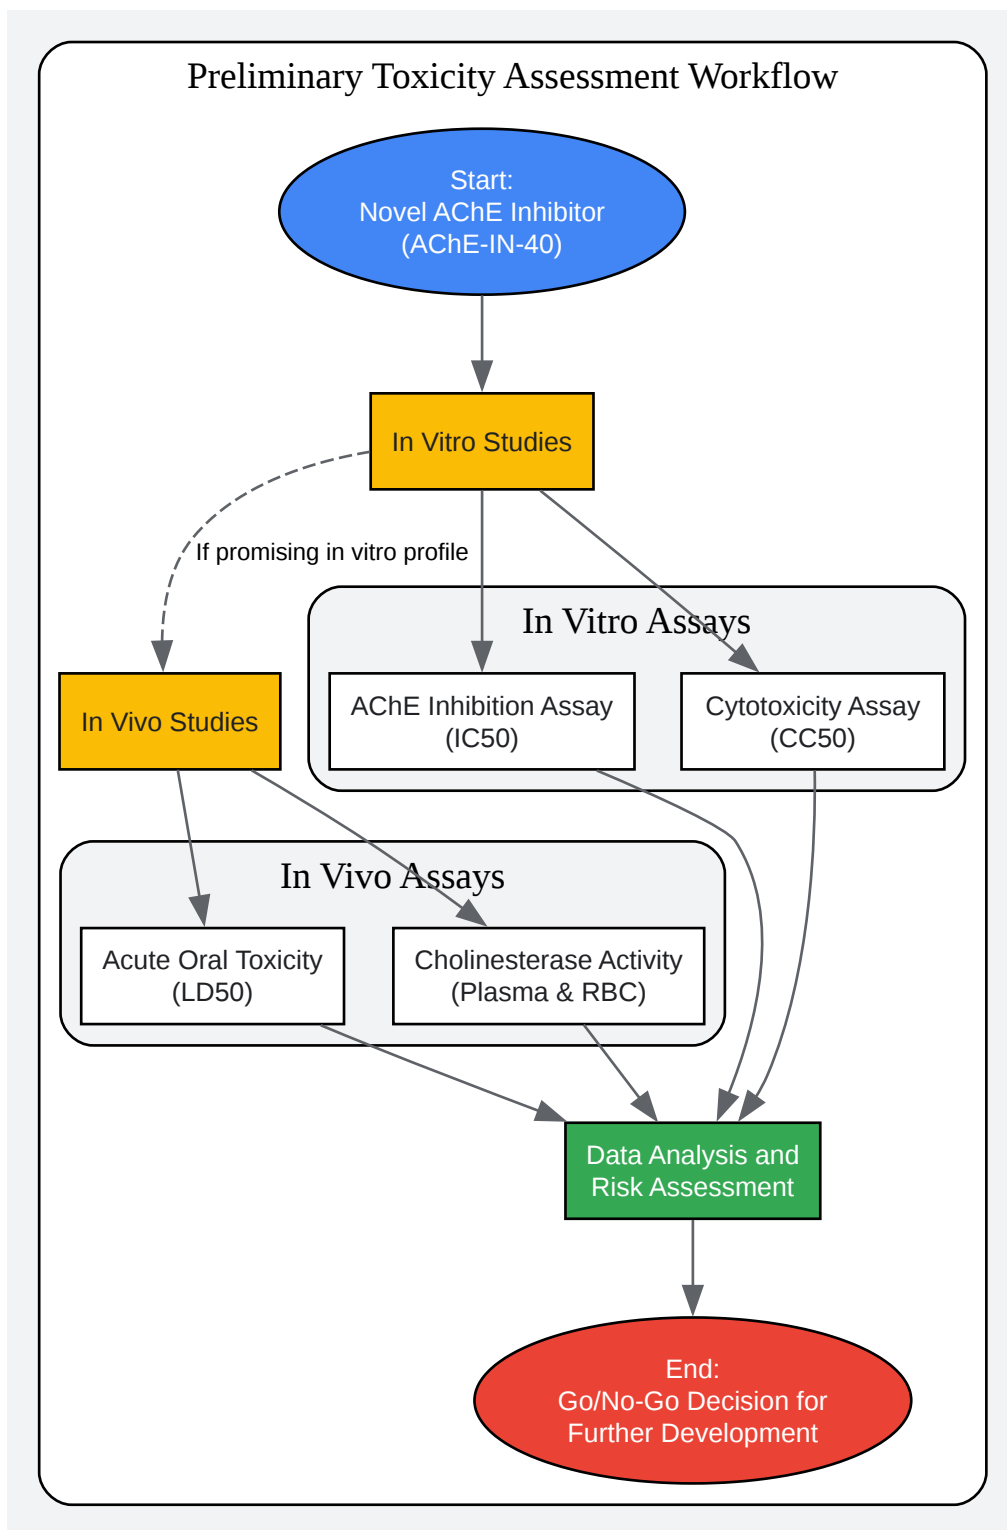 Preliminary Toxicity Assessment Workflow
Start:
Novel AChE Inhibitor
(AChE-IN-40)
In Vitro Studies
If promising in vitro profile
In Vitro Assays
In Vivo Studies
AChE Inhibition Assay
(IC50)
Cytotoxicity Assay
(CC50)
In Vivo Assays
Acute Oral Toxicity
(LD50)
Cholinesterase Activity
(Plasma & RBC)
Data Analysis and
Risk Assessment
End:
Go/No-Go Decision for
Further Development